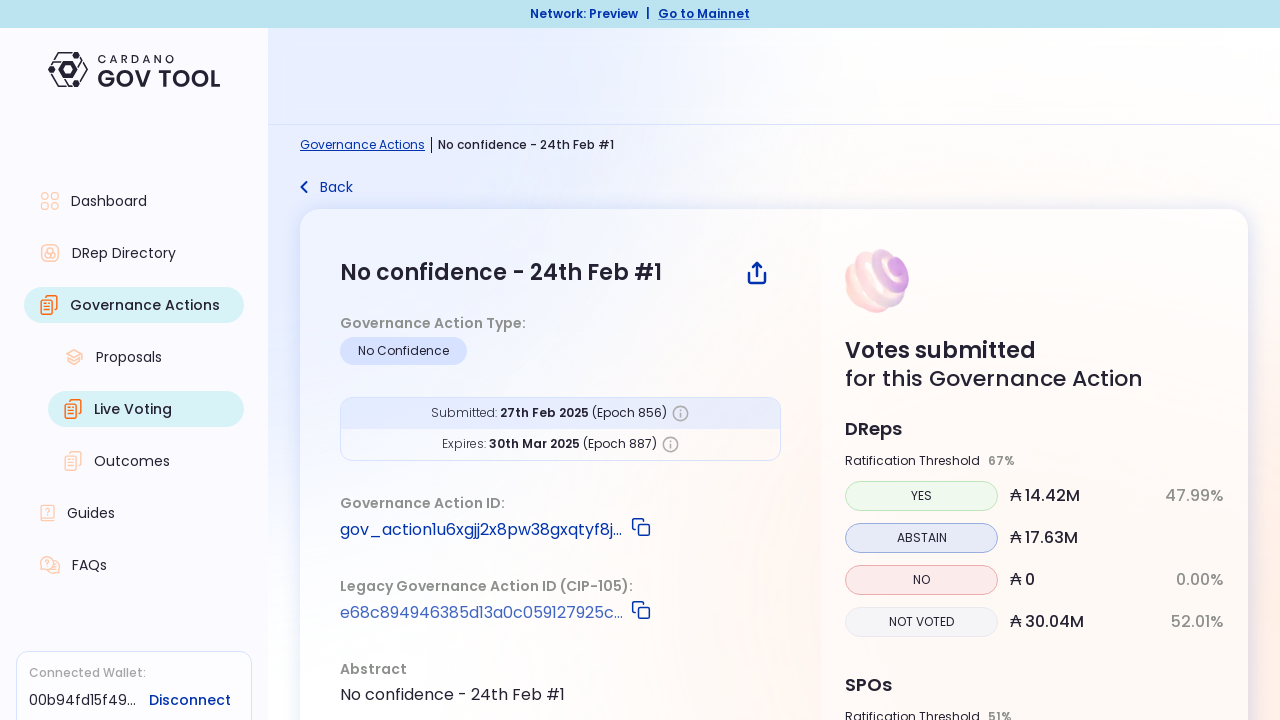 Network: Preview | Go to Mainnet
CARDANO
GOV TOOL
Dashboard
DRep Directory
Governance Actions
Proposals
Live Voting
Outcomes
Guides
FAQs
Connected Wallet:
00b94fd15f49... Disconnect
Governance Actions | No confidence - 24th Feb #1
Back
No confidence - 24th Feb #1
Governance Action Type:
No Confidence
Submitted: 27th Feb 2025 (Epoch 856)
Expires: 30th Mar 2025 (Epoch 887)
Governance Action ID:
gov_action1u6xgjj2x8pw38gxqtyf8j...
Legacy Governance Action ID (CIP-105):
e68c894946385d13a0c059127925c...
Abstract
No confidence - 24th Feb #1
Votes submitted
for this Governance Action
DReps
Ratification Threshold 67%
YES ₳ 14.42M 47.99%
ABSTAIN ₳ 17.63M
NO ₳ 0 0.00%
NOT VOTED ₳ 30.04M 52.01%
SPOs
Ratification Threshold 51%